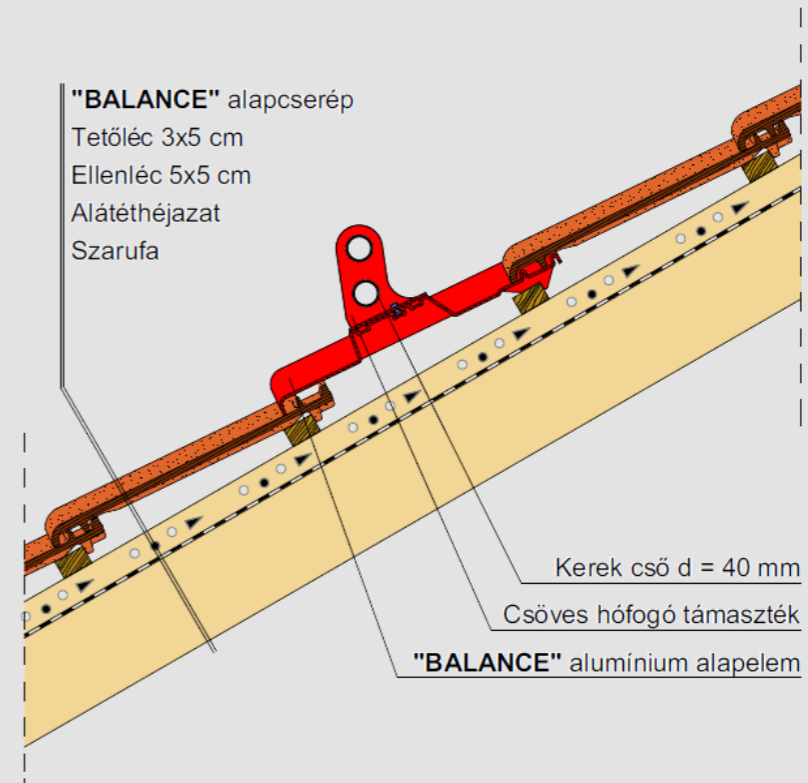 "BALANCE" alapcserép
Tetőléc 3x5 cm
Ellenléc 5x5 cm
Alátéthéjazat
Szarufa
Kerek cső d = 40 mm
Csöves hófogó támaszték
"BALANCE" alumínium alapelem